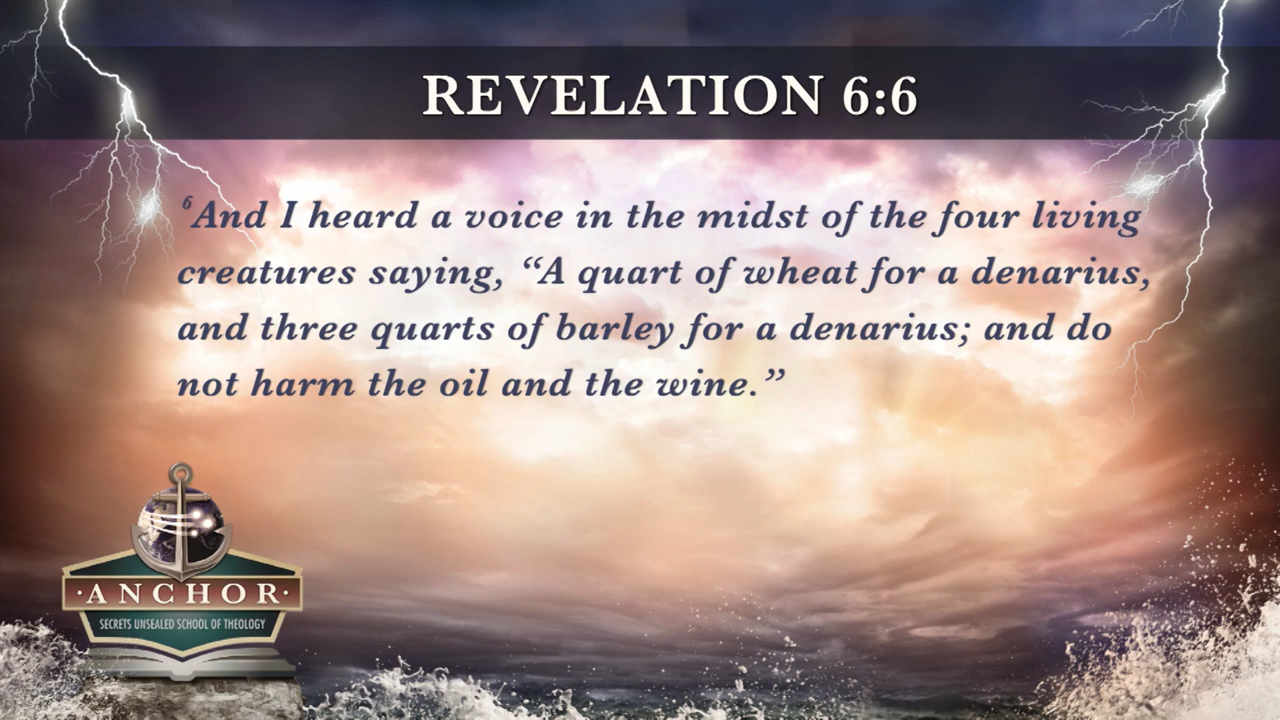 REVELATION 6:6
⁶And I heard a voice in the midst of the four living
creatures saying, “A quart of wheat for a denarius,
and three quarts of barley for a denarius; and do
not harm the oil and the wine.”
·ANCHOR·
SECRETS UNSEALED SCHOOL OF THEOLOGY